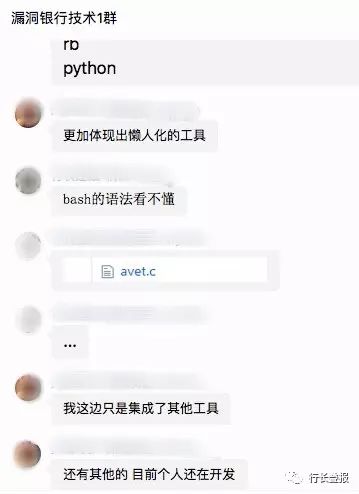 漏洞银行技术1群
rb
python
更加体现出懒人化的工具
bash的语法看不懂
avet.c
...
我这边只是集成了其他工具
还有其他的 目前个人还在开发
行长叠报